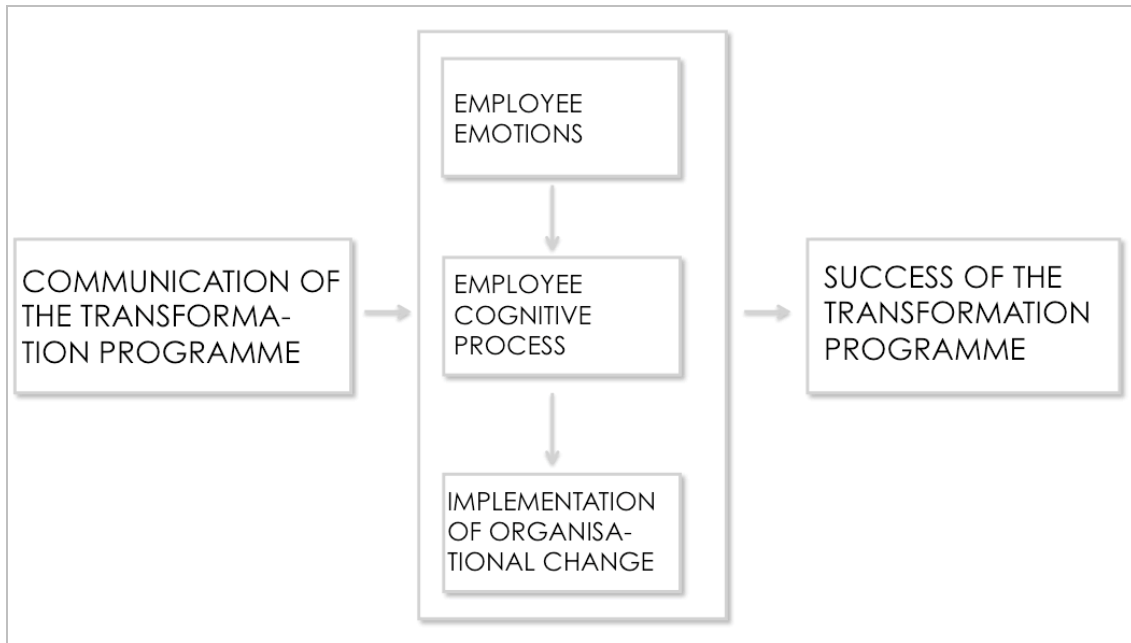 COMMUNICATION OF
THE TRANSFORMA-
TION PROGRAMME
EMPLOYEE
EMOTIONS
EMPLOYEE
COGNITIVE
PROCESS
IMPLEMENTATION
OF ORGANISA-
TIONAL CHANGE
SUCCESS OF THE
TRANSFORMATION
PROGRAMME